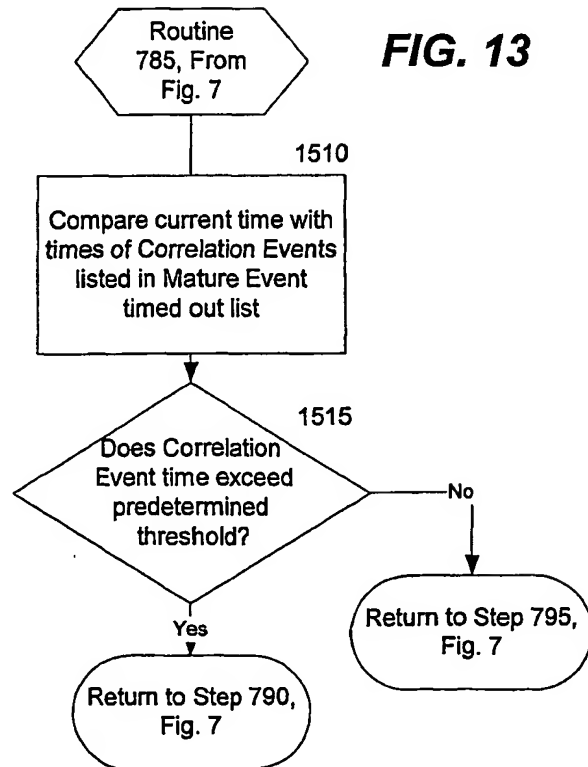 Routine
785, From
Fig. 7
FIG. 13
1510
Compare current time with
times of Correlation Events
listed in Mature Event
timed out list
1515
Does Correlation
Event time exceed
predetermined
threshold?
No
Yes
Return to Step 795,
Fig. 7
Return to Step 790,
Fig. 7